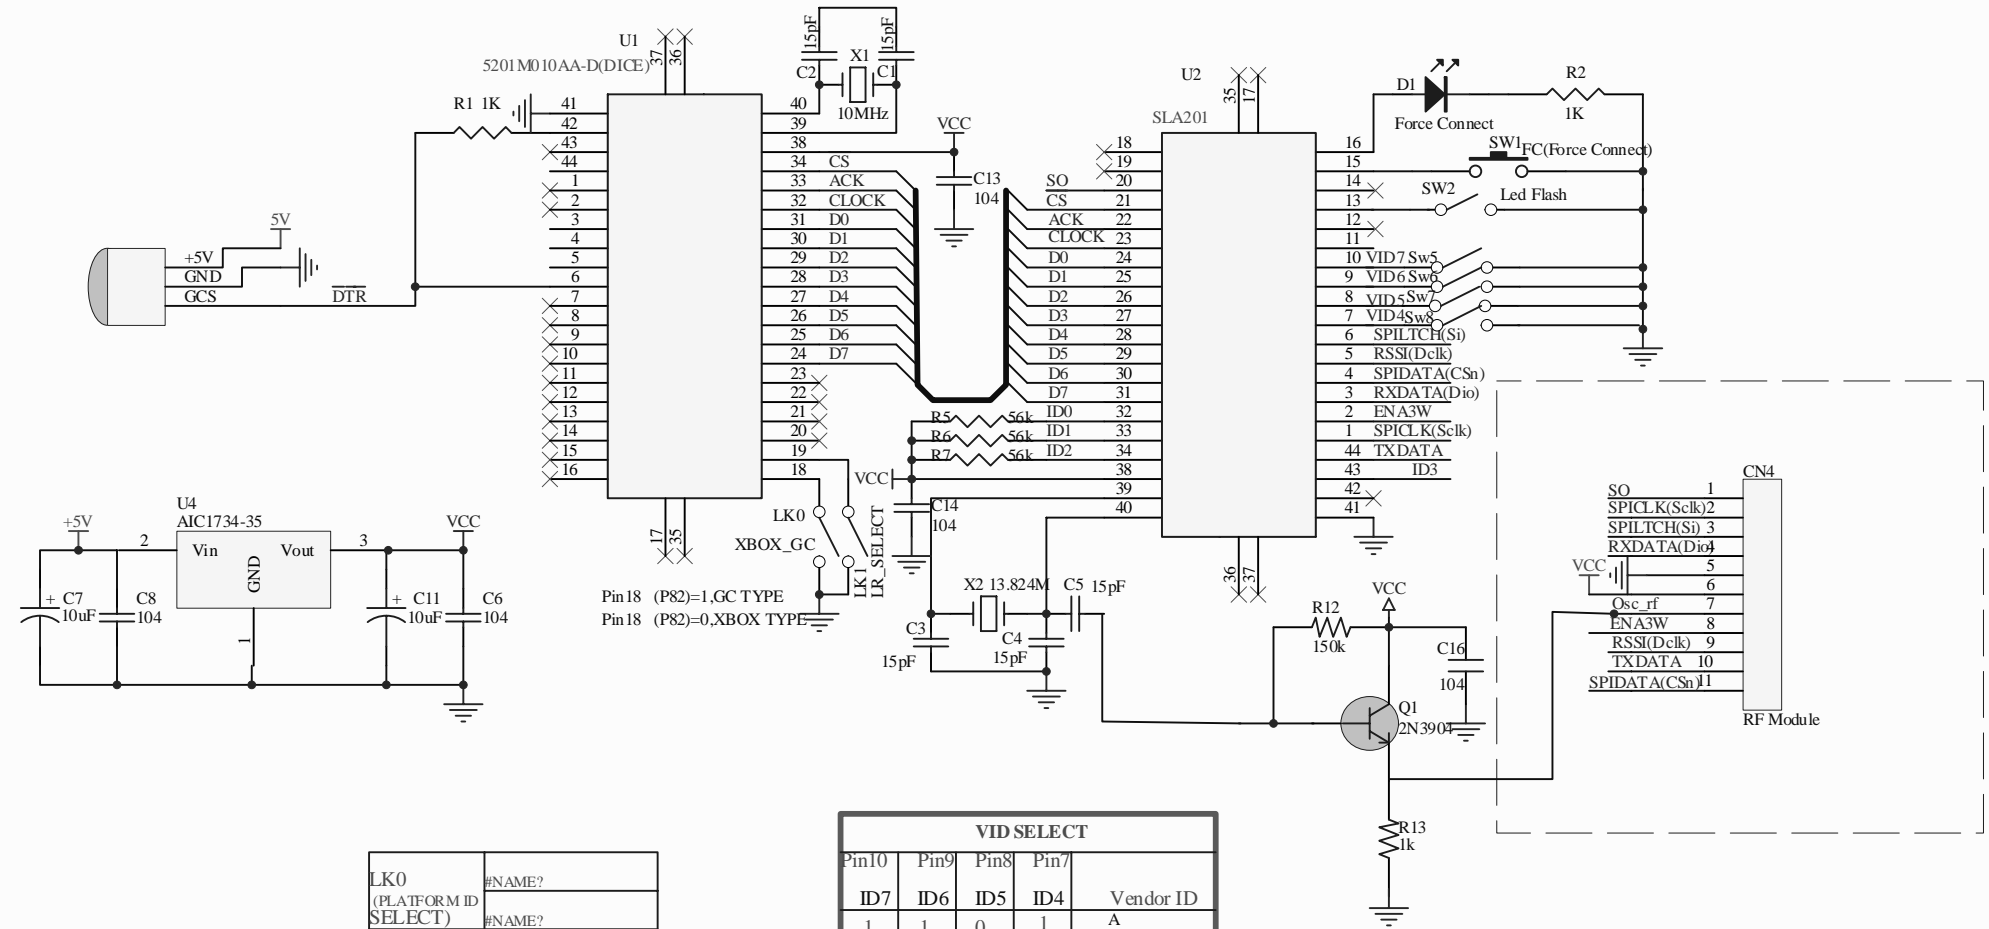 U1
5201M010AA-D(DICE)
37
36
15pF
15pF
C2
X1
C1
10MHz
R1 1K
41
42
43
44
1
2
3
4
5
6
7
8
9
10
11
12
13
14
15
16
17
35
40
39
38
34 CS
33 ACK
32 CLOCK
31 D0
30 D1
29 D2
28 D3
27 D4
26 D5
25 D6
24 D7
23
22
21
20
19
18
5V
+5V
GND
GCS
DTR
VCC
C13
104
LK0
XBOX_GC
LK1
LR_SELECT
Pin18 (P82)=1,GC TYPE
Pin18 (P82)=0,XBOX TYPE
U2
SLA201
35
17
18
19
SO 20
CS 21
ACK 22
CLOCK 23
D0 24
D1 25
D2 26
D3 27
D4 28
D5 29
D6 30
D7 31
R5 56k ID0 32
R6 56k ID1 33
R7 56k ID2 34
VCC 38
39
40
C14
104
36
37
16
15
14
13
12
11
10 VID7 Sw5
9 VID6 Sw6
8 VID5 Sw7
7 VID4 Sw8
6 SPILTCH(Si)
5 RSSI(Dclk)
4 SPIDATA(CSn)
3 RXDATA(Dio)
2 ENA3W
1 SPICLK(Sclk)
44 TXDATA
43 ID3
42
41
D1
Force Connect
R2
1K
SW1 FC(Force Connect)
SW2
Led Flash
CN4
SO 1
SPICLK(Sclk) 2
SPILTCH(Si) 3
RXDATA(Dio) 4
VCC 5
6
Osc_rf 7
ENA3W 8
RSSI(Dclk) 9
TXDATA 10
SPIDATA(CSn) 11
RF Module
U4
AIC1734-35
+5V
2
Vin
Vout
GND
3
1
VCC
+ C7
10uF
C8
104
+ C11
10uF
C6
104
X2 13.824M
C5 15pF
C3
15pF
C4
15pF
VCC
R12
150k
C16
104
Q1
2N3904
R13
1k
LK0
(PLATFORM ID
SELECT)
#NAME?
#NAME?
VID SELECT
Pin10 Pin9 Pin8 Pin7
ID7 ID6 ID5 ID4 Vendor ID
1 1 0 1 A